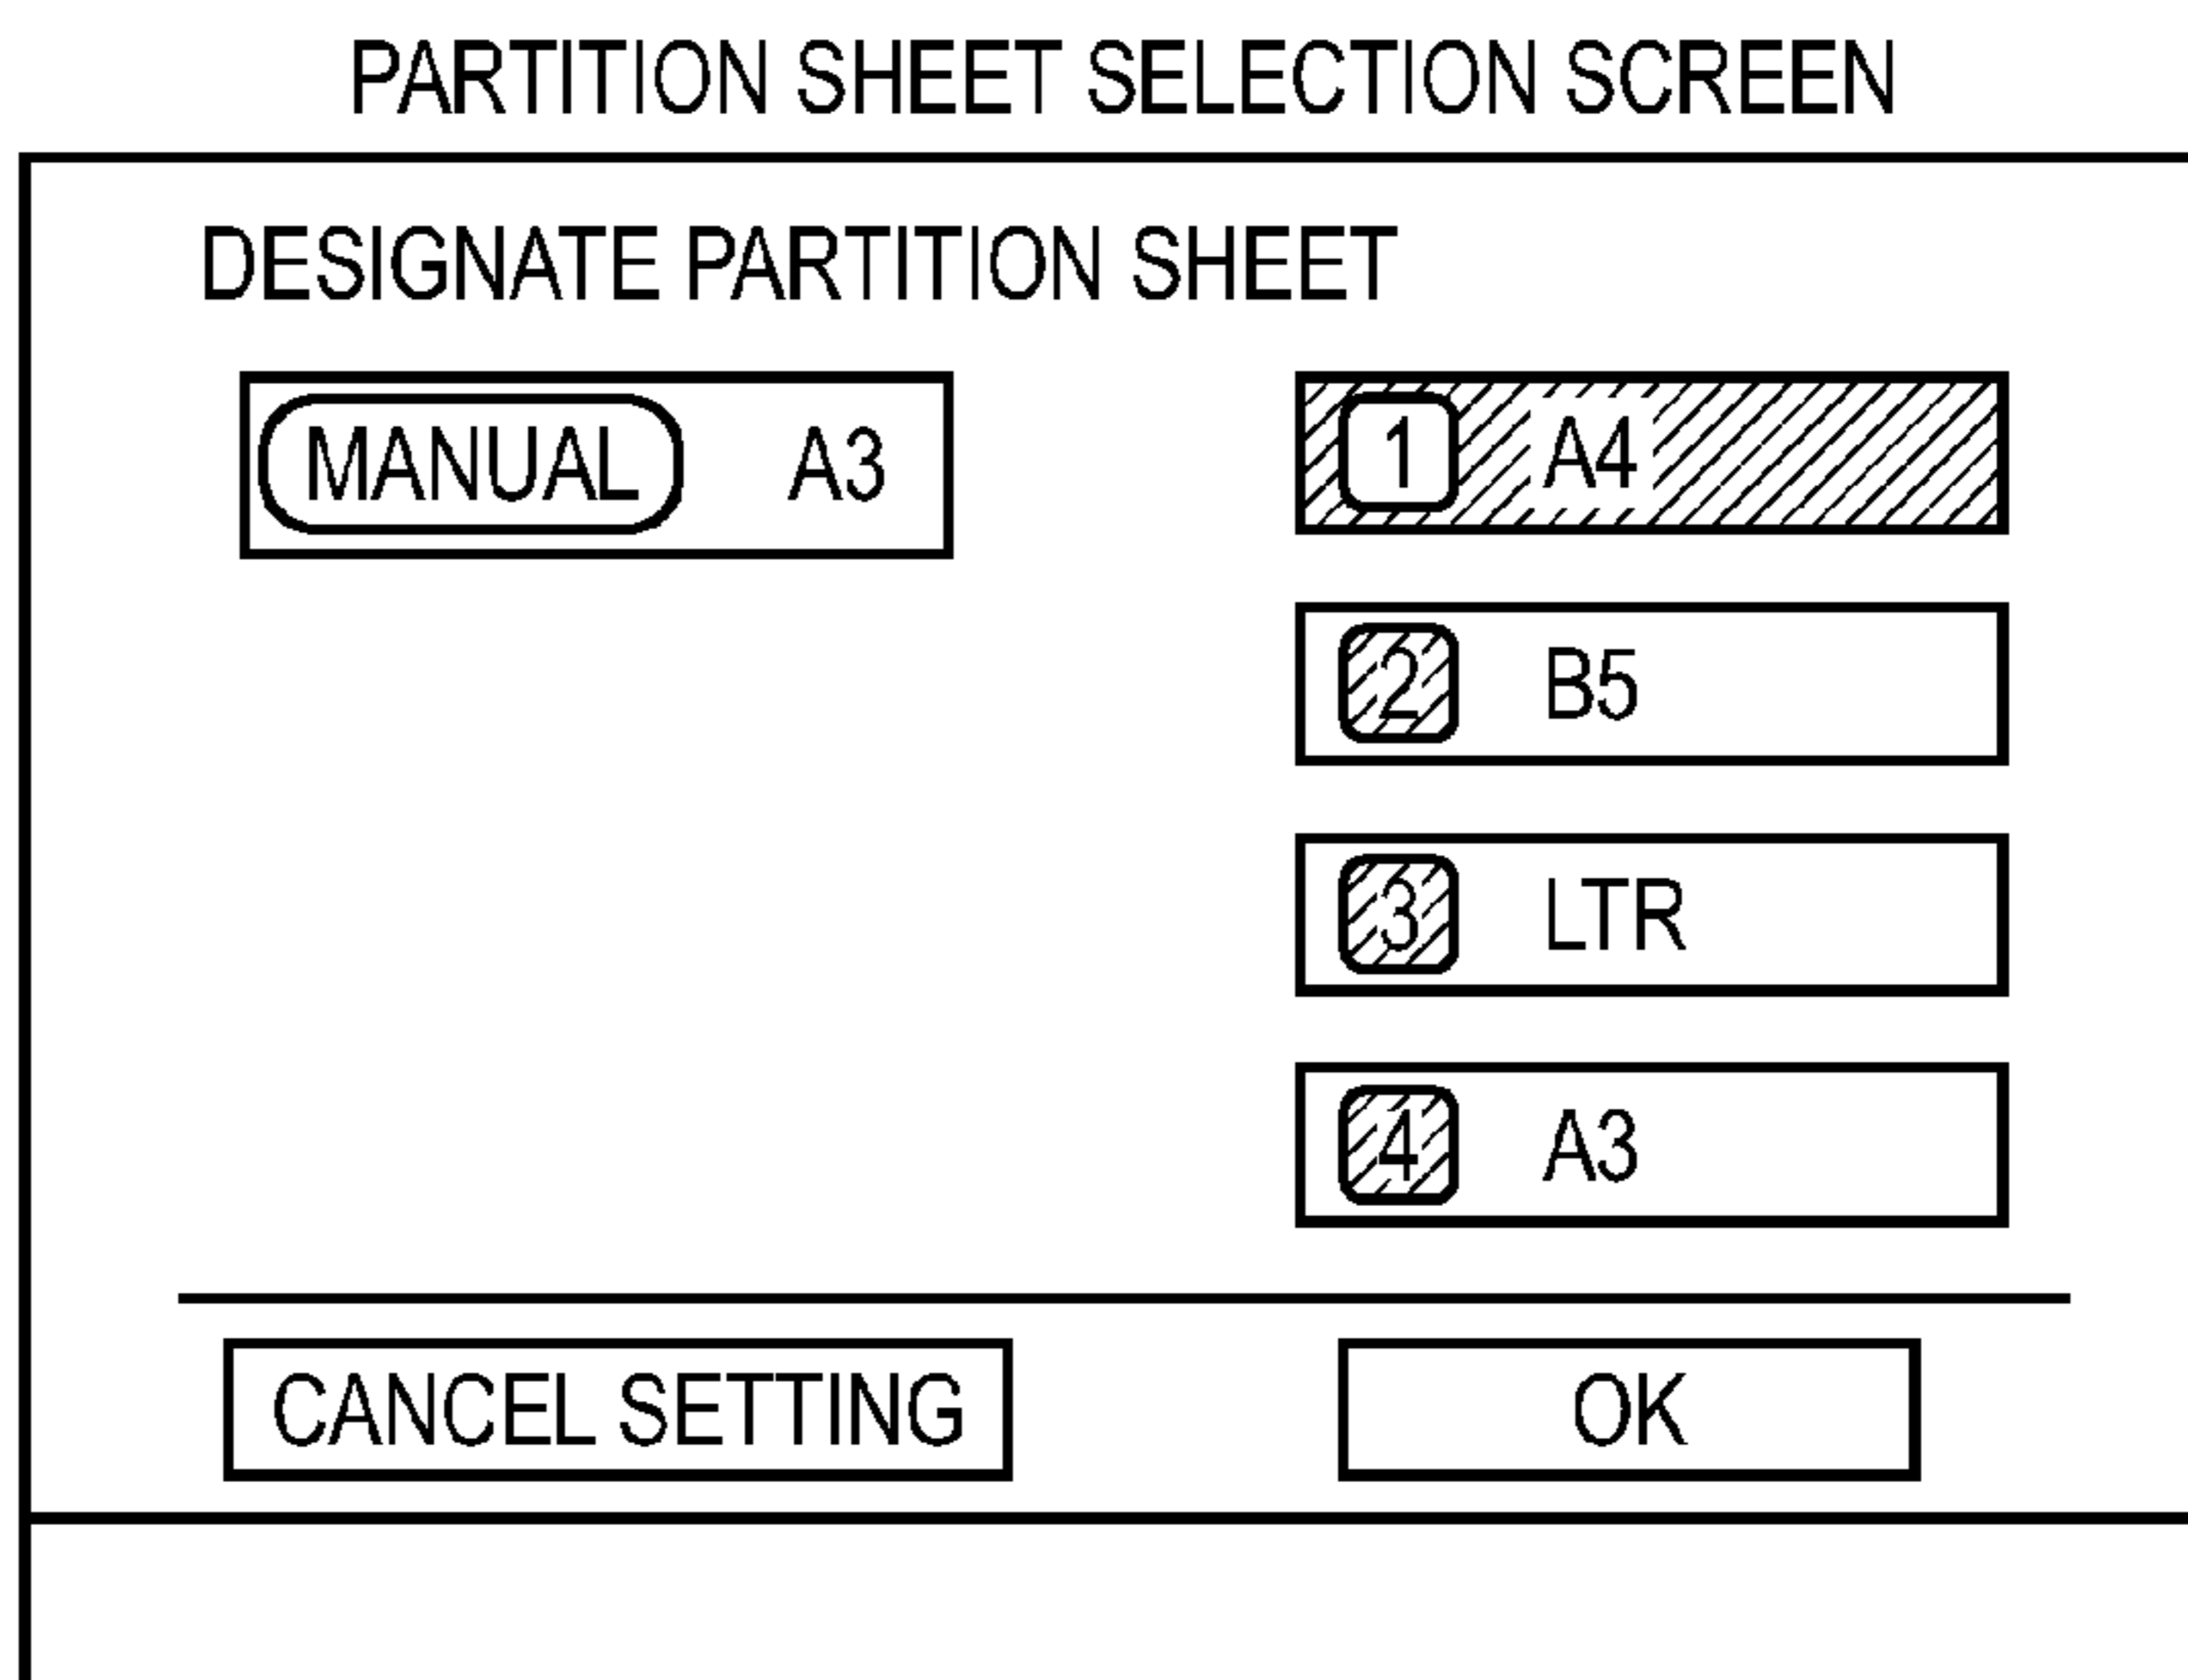 PARTITION SHEET SELECTION SCREEN
DESIGNATE PARTITION SHEET
MANUAL A3
1 A4
2 B5
3 LTR
4 A3
CANCEL SETTING
OK